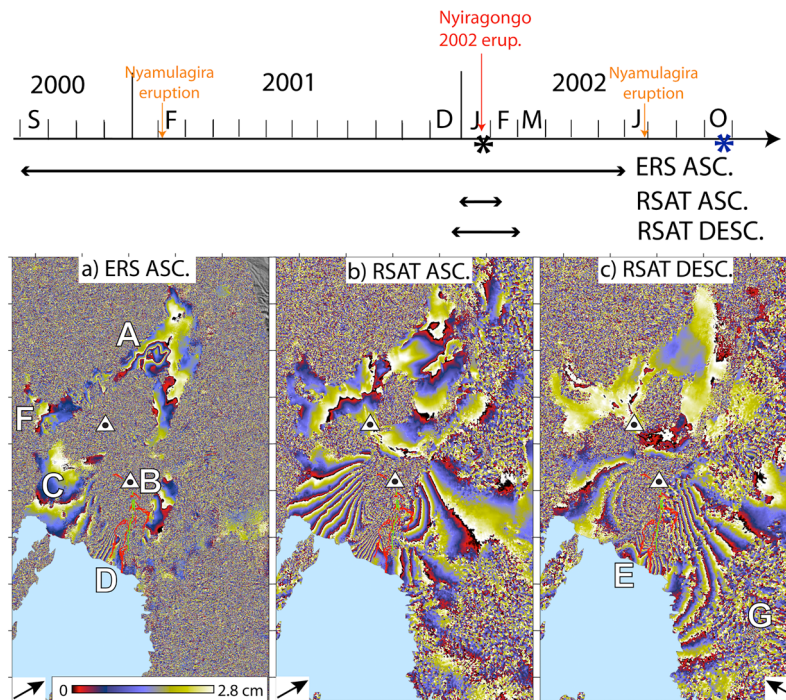 Nyiragongo
2002 erup.
2000
Nyamulagira
eruption
2001
2002
Nyamulagira
eruption
S
F
D
J
F
M
J
O
*
*
ERS ASC.
RSAT ASC.
RSAT DESC.
a) ERS ASC.
b) RSAT ASC.
c) RSAT DESC.
A
F
C
B
D
E
G
0
2.8 cm